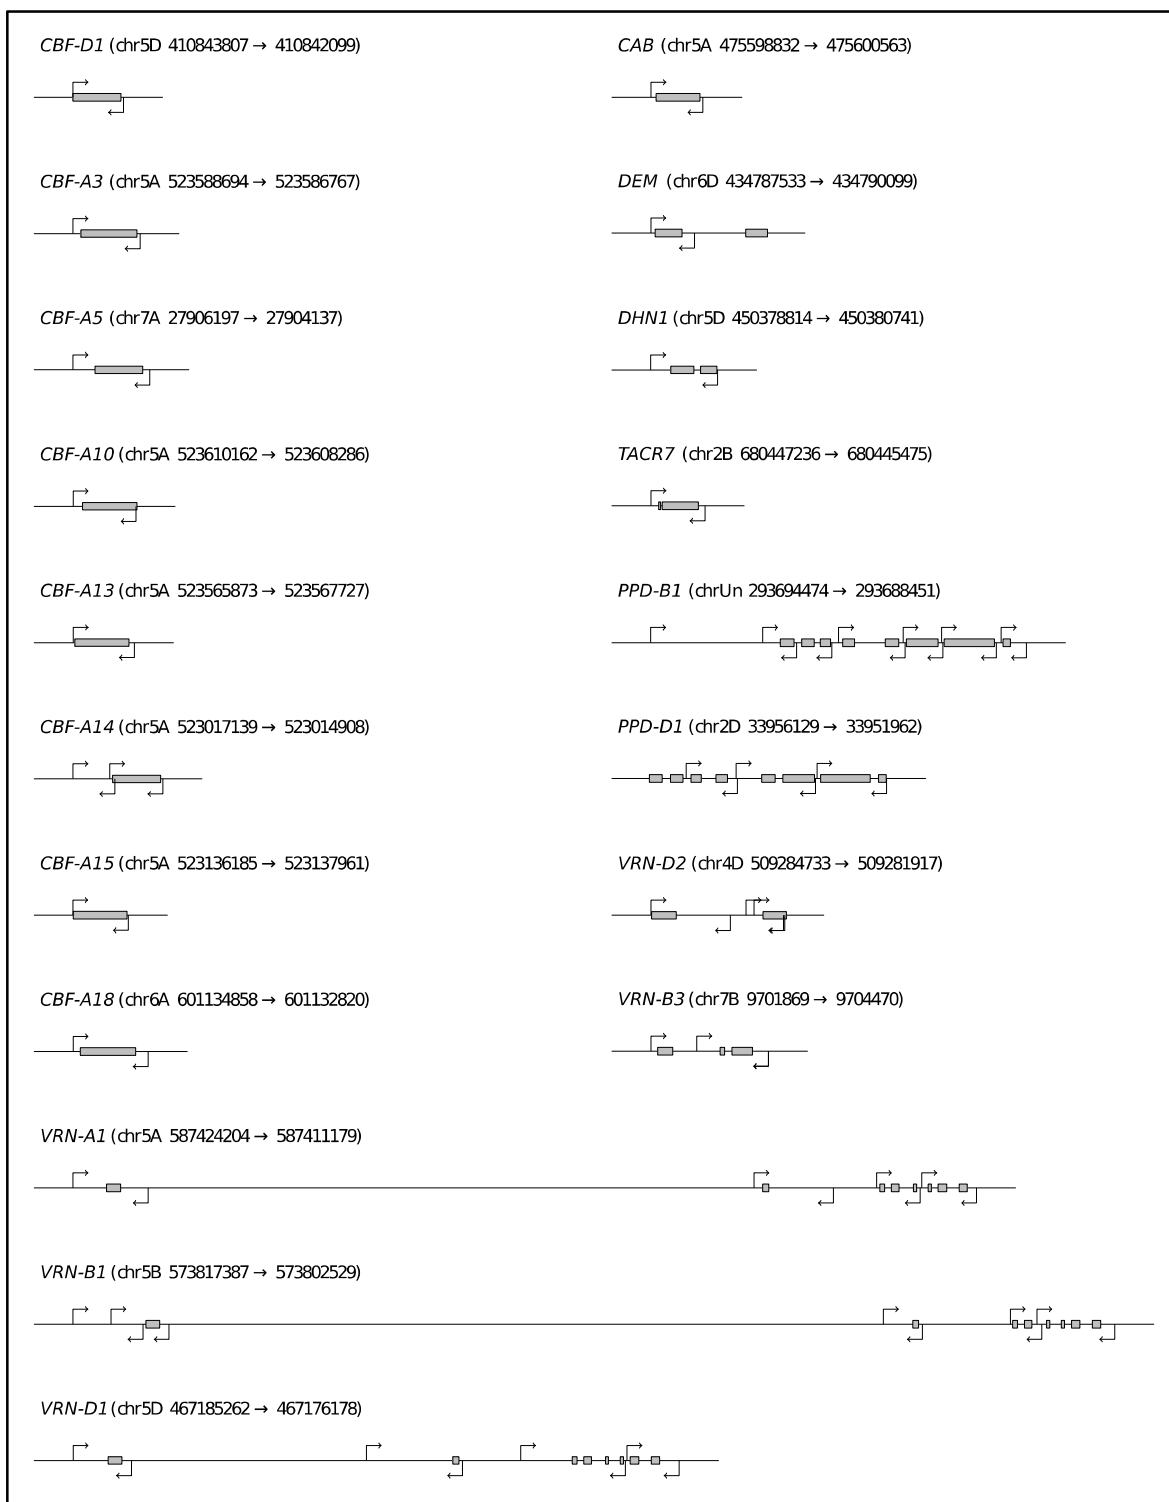 CBF-D1 (chr5D 410843807 → 410842099)
CAB (chr5A 475598832 → 475600563)
CBF-A3 (chr5A 523588694 → 523586767)
DEM (chr6D 434787533 → 434790099)
CBF-A5 (chr7A 27906197 → 27904137)
DHN1 (chr5D 450378814 → 450380741)
CBF-A10 (chr5A 523610162 → 523608286)
TACR7 (chr2B 680447236 → 680445475)
CBF-A13 (chr5A 523565873 → 523567727)
PPD-B1 (chrUn 293694474 → 293688451)
CBF-A14 (chr5A 523017139 → 523014908)
PPD-D1 (chr2D 33956129 → 33951962)
CBF-A15 (chr5A 523136185 → 523137961)
VRN-D2 (chr4D 509284733 → 509281917)
CBF-A18 (chr6A 601134858 → 601132820)
VRN-B3 (chr7B 9701869 → 9704470)
VRN-A1 (chr5A 587424204 → 587411179)
VRN-B1 (chr5B 573817387 → 573802529)
VRN-D1 (chr5D 467185262 → 467176178)